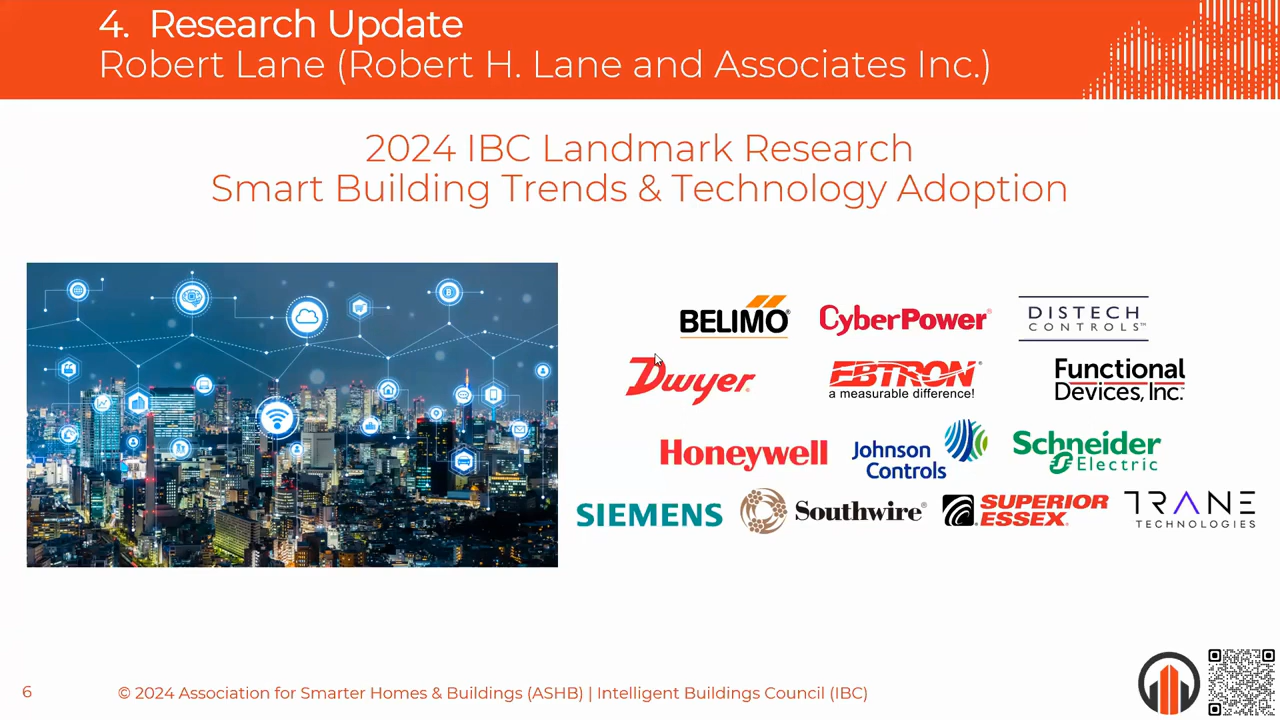 4. Research Update
Robert Lane (Robert H. Lane and Associates Inc.)
2024 IBC Landmark Research
Smart Building Trends & Technology Adoption
BELIMO®
CyberPower®
DISTECH
CONTROLS™
Dwyer®
EBTRON®
a measurable difference!
Functional
Devices, Inc.
Honeywell
Johnson
Controls
Schneider
Electric
SIEMENS
Southwire®
SUPERIOR
ESSEX®
TRANE
TECHNOLOGIES
6
© 2024 Association for Smarter Homes & Buildings (ASHB) | Intelligent Buildings Council (IBC)